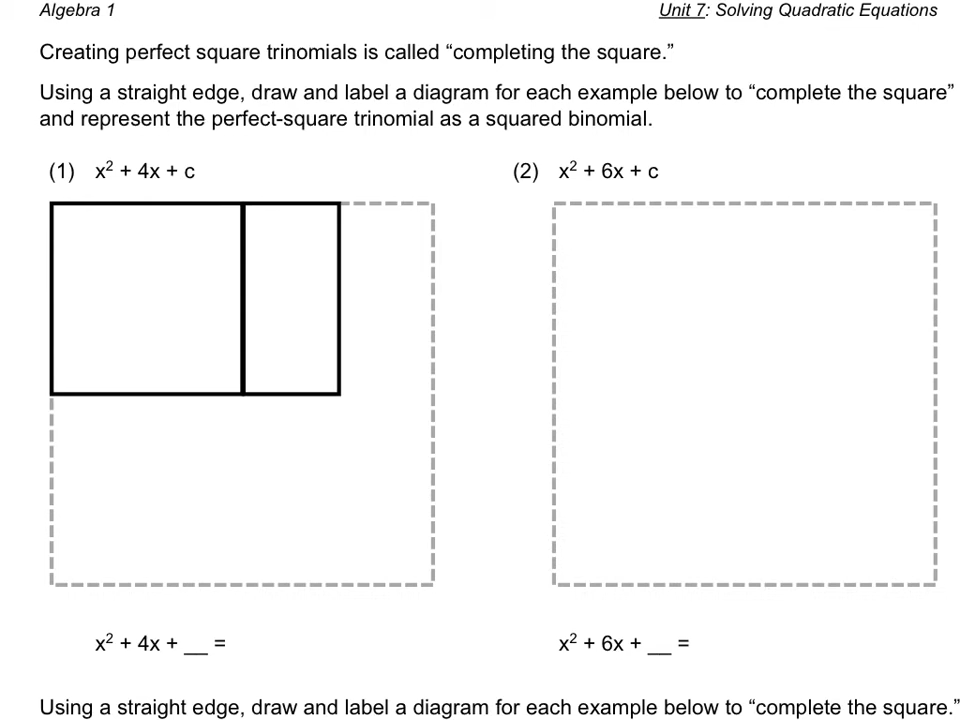 Algebra 1
Unit 7: Solving Quadratic Equations
Creating perfect square trinomials is called “completing the square.”
Using a straight edge, draw and label a diagram for each example below to “complete the square”
and represent the perfect-square trinomial as a squared binomial.
(1) x² + 4x + c
(2) x² + 6x + c
x² + 4x + __ =
x² + 6x + __ =
Using a straight edge, draw and label a diagram for each example below to “complete the square.”